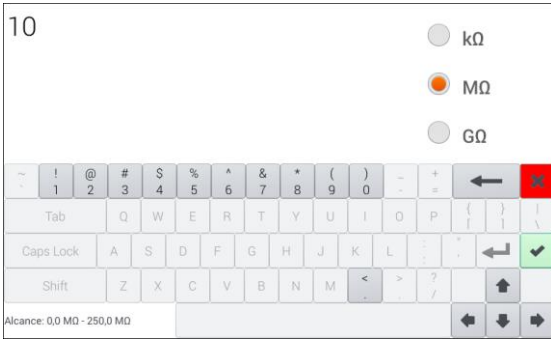 10
kΩ
MΩ
GΩ
~ ! @ # $ % ^ & * ( ) _ +
` 1 2 3 4 5 6 7 8 9 0 - =
Tab Q W E R T Y U I O P { [ } ] | \
Caps Lock A S D F G H J K L : ; " '
Shift Z X C V B N M < , > . ? /
Alcance: 0,0 MΩ - 250,0 MΩ